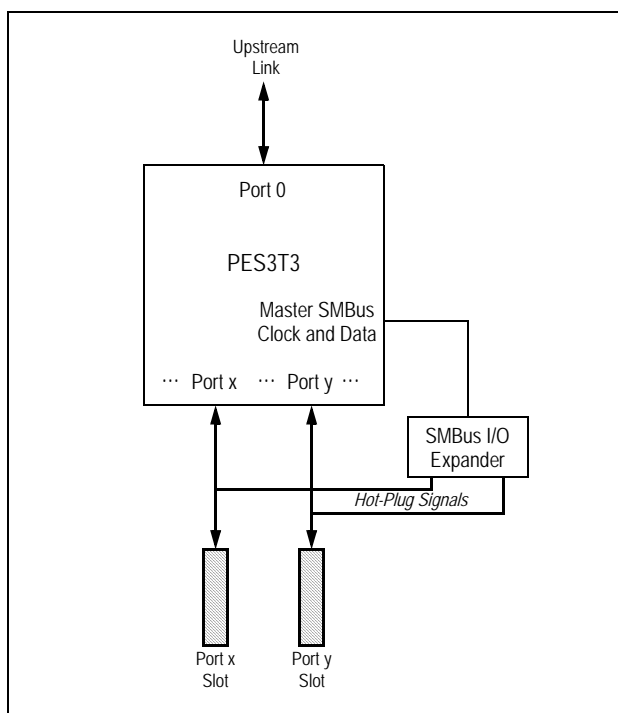 Upstream
Link
Port 0
PES3T3
Master SMBus
Clock and Data
··· Port x ··· Port y ···
SMBus I/O
Expander
Hot-Plug Signals
Port x
Slot
Port y
Slot